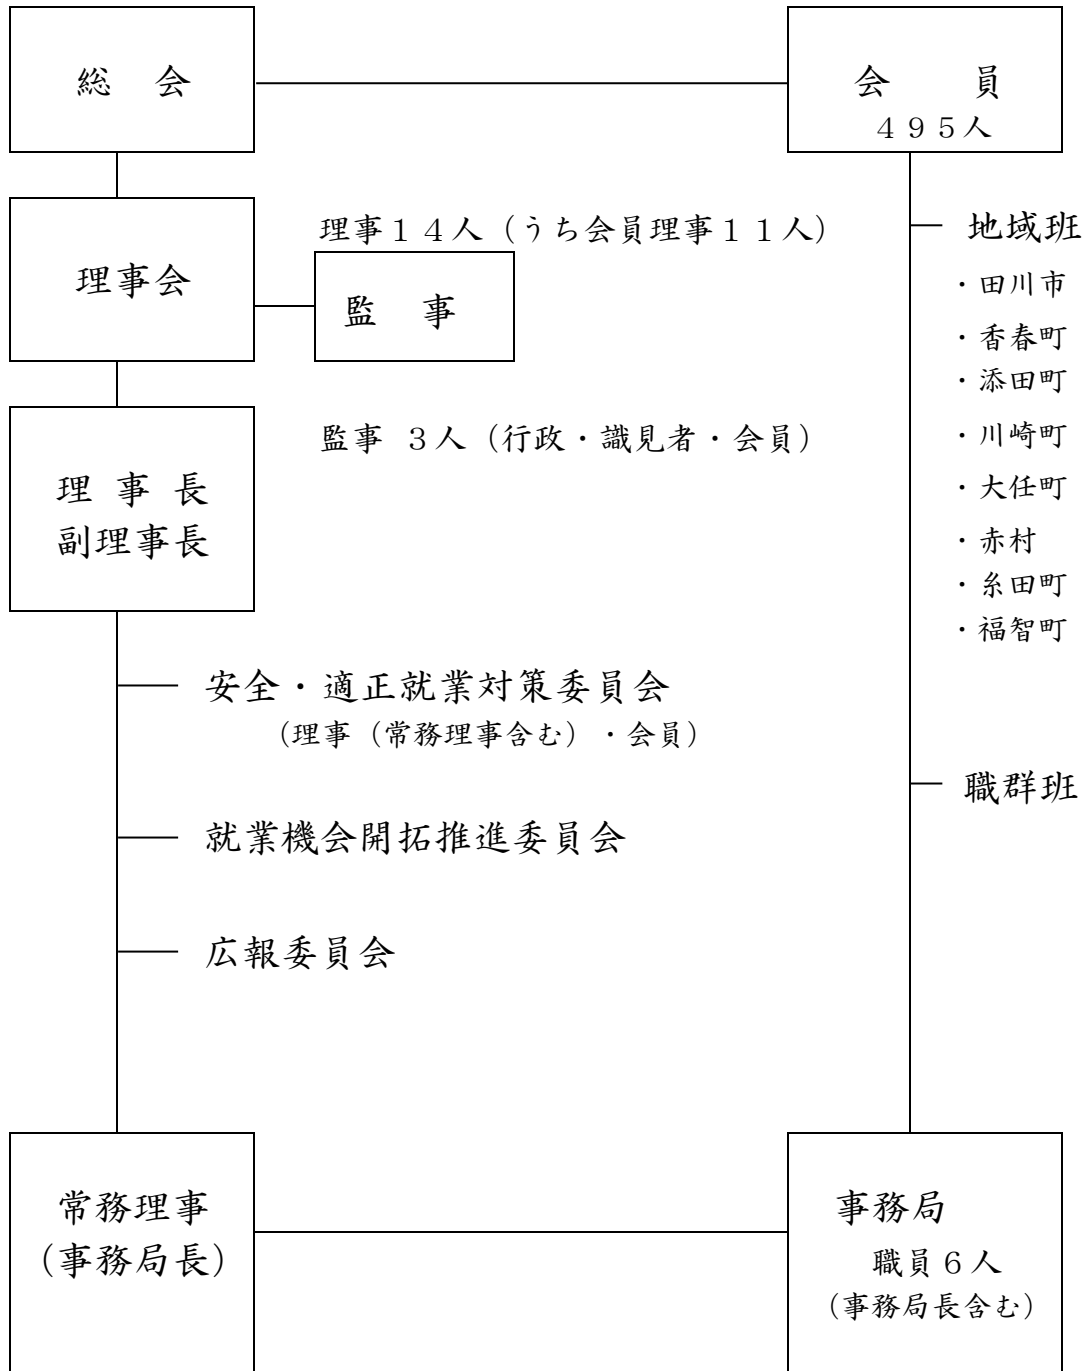 総　会
会　　員
４９５人
理事会
理事１４人（うち会員理事１１人）
監　事
監事 ３人（行政・識見者・会員）
理 事 長
副理事長
安全・適正就業対策委員会
（理事（常務理事含む）・会員）
就業機会開拓推進委員会
広報委員会
地域班
・田川市
・香春町
・添田町
・川崎町
・大任町
・赤村
・糸田町
・福智町
職群班
常務理事
（事務局長）
事務局
職員６人
（事務局長含む）